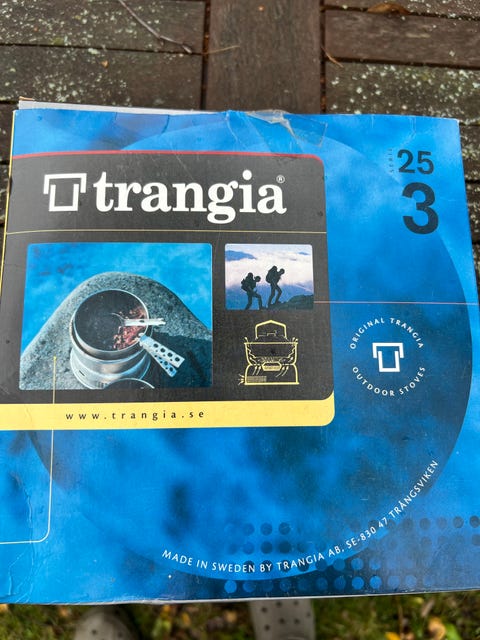 SERIES 25
3
trangia®
ORIGINAL TRANGIA
OUTDOOR STOVES
www.trangia.se
MADE IN SWEDEN BY TRANGIA AB, SE-830 47 TRÅNGSVIKEN